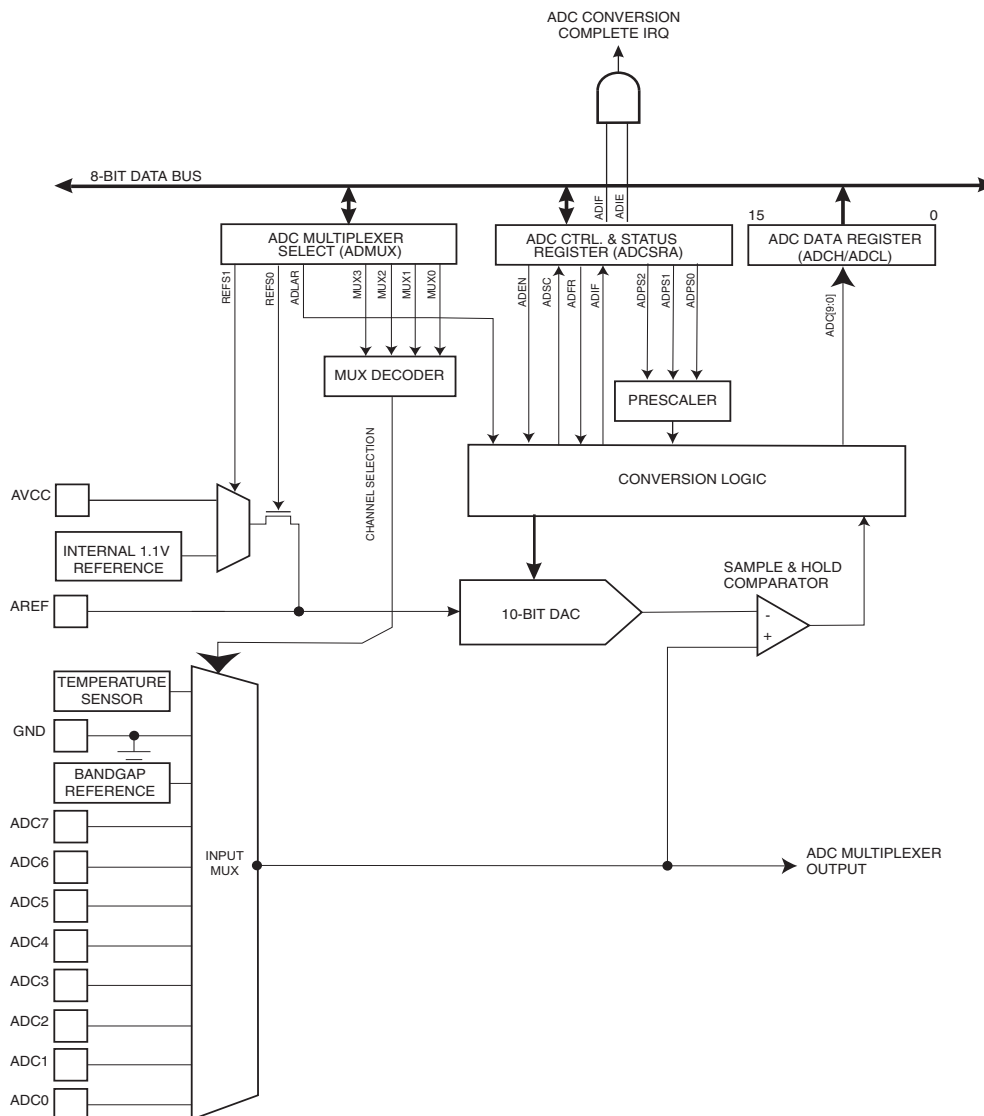 ADC CONVERSION
COMPLETE IRQ
8-BIT DATA BUS
ADIF
ADIE
15
0
ADC MULTIPLEXER
SELECT (ADMUX)
ADC CTRL. & STATUS
REGISTER (ADCSRA)
ADC DATA REGISTER
(ADCH/ADCL)
REFS1
REFS0
ADLAR
MUX3
MUX2
MUX1
MUX0
ADEN
ADSC
ADFR
ADIF
ADPS2
ADPS1
ADPS0
ADC[9:0]
MUX DECODER
PRESCALER
CHANNEL SELECTION
CONVERSION LOGIC
AVCC
INTERNAL 1.1V
REFERENCE
SAMPLE & HOLD
COMPARATOR
AREF
10-BIT DAC
-
+
TEMPERATURE
SENSOR
GND
BANDGAP
REFERENCE
ADC7
ADC6
ADC5
ADC4
ADC3
ADC2
ADC1
ADC0
INPUT
MUX
ADC MULTIPLEXER
OUTPUT